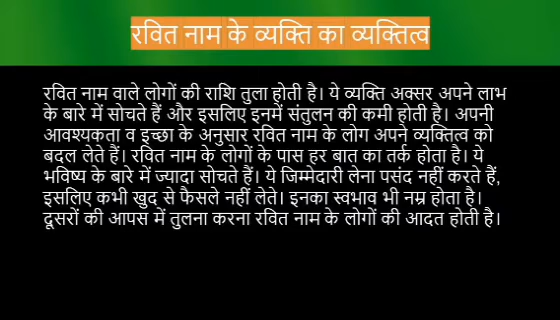 रवित नाम के व्यक्ति का व्यक्तित्व
रवित नाम वाले लोगों की राशि तुला होती है। ये व्यक्ति अक्सर अपने लाभ
के बारे में सोचते हैं और इसलिए इनमें संतुलन की कमी होती है। अपनी
आवश्यकता व इच्छा के अनुसार रवित नाम के लोग अपने व्यक्तित्व को
बदल लेते हैं। रवित नाम के लोगों के पास हर बात का तर्क होता है। ये
भविष्य के बारे में ज्यादा सोचते हैं। ये जिम्मेदारी लेना पसंद नहीं करते हैं,
इसलिए कभी खुद से फैसले नहीं लेते। इनका स्वभाव भी नम्र होता है।
दूसरों की आपस में तुलना करना रवित नाम के लोगों की आदत होती है।